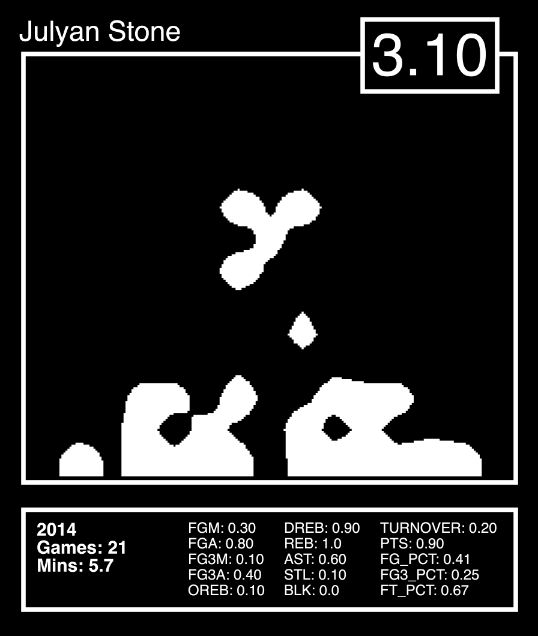 Julyan Stone
3.10
2014
Games: 21
Mins: 5.7
FGM: 0.30
FGA: 0.80
FG3M: 0.10
FG3A: 0.40
OREB: 0.10
DREB: 0.90
REB: 1.0
AST: 0.60
STL: 0.10
BLK: 0.0
TURNOVER: 0.20
PTS: 0.90
FG_PCT: 0.41
FG3_PCT: 0.25
FT_PCT: 0.67